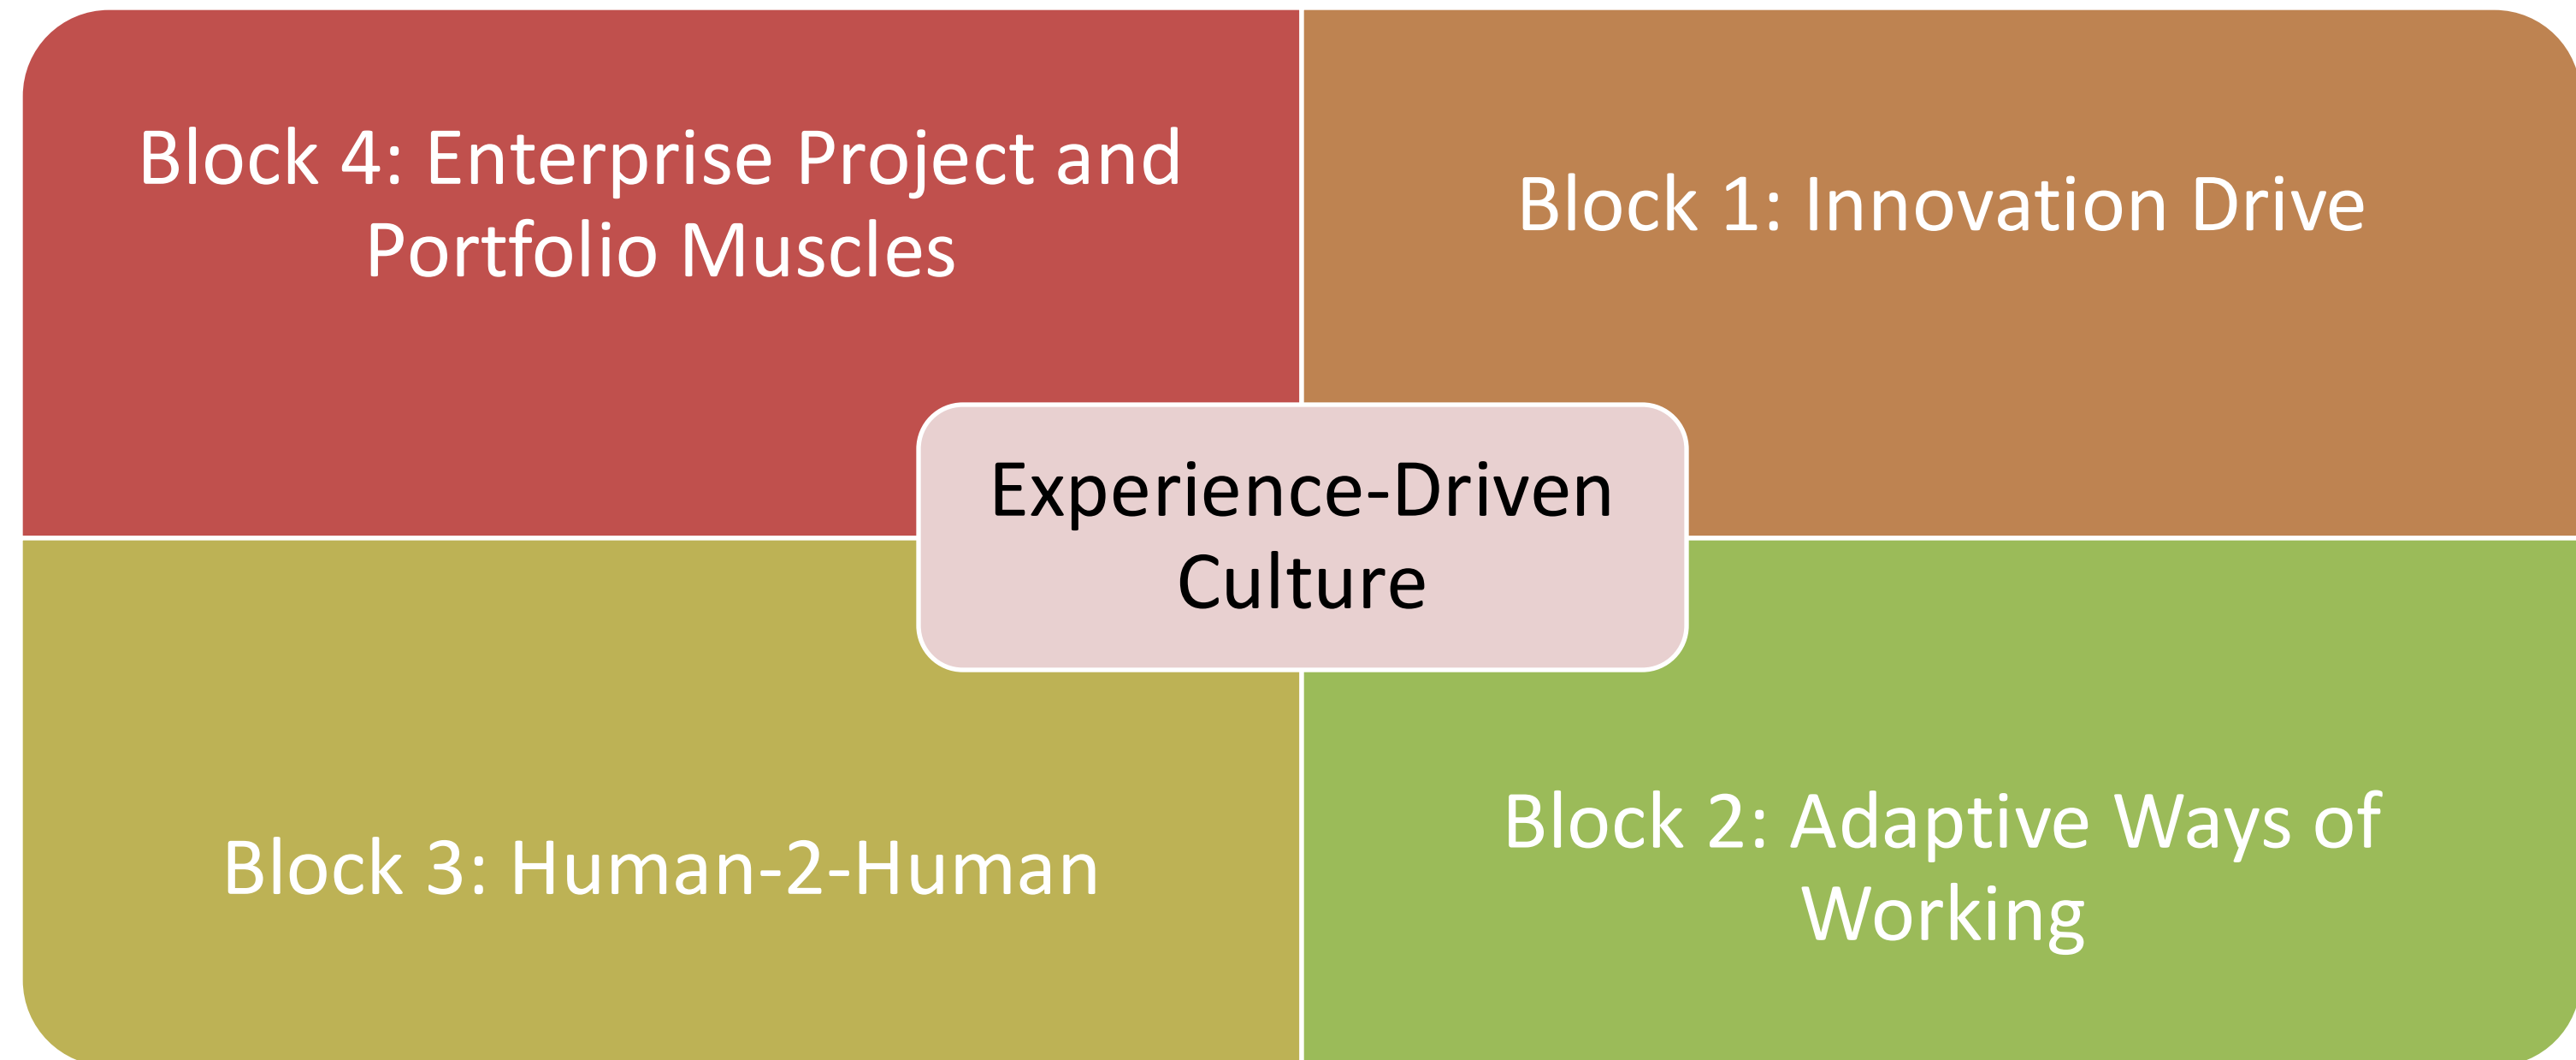 Block 4: Enterprise Project and
Portfolio Muscles
Block 1: Innovation Drive
Experience-Driven
Culture
Block 3: Human-2-Human
Block 2: Adaptive Ways of
Working